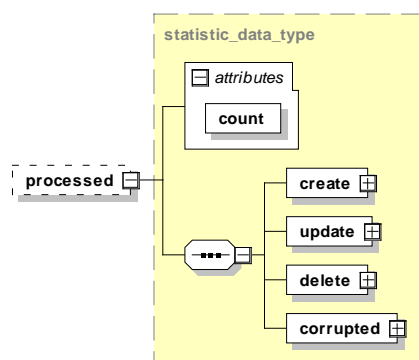 statistic_data_type
attributes
count
processed
create
update
delete
corrupted